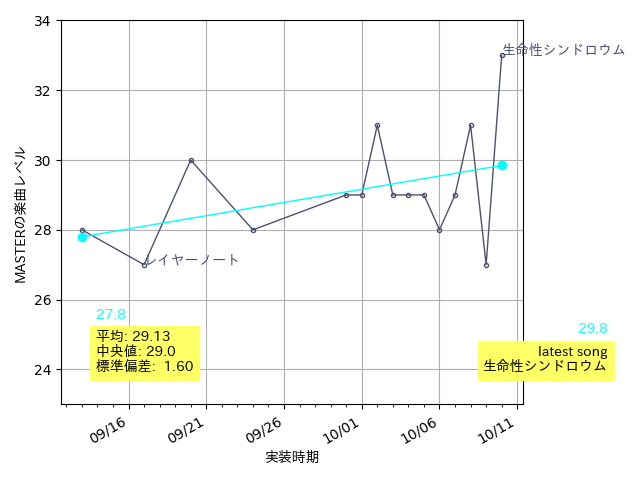 34
32
30
28
26
24
MASTERの楽曲レベル
生命性シンドロウム
レイヤーノート
27.8
平均: 29.13
中央値: 29.0
標準偏差: 1.60
29.8
latest song
生命性シンドロウム
09/16
09/21
09/26
10/01
10/06
10/11
実装時期